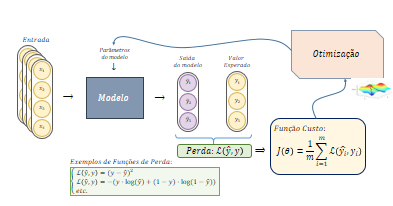 Entrada
Parâmetros
do modelo
Otimização
Saída
do modelo
Valor
Esperado
x₁
x₂
x₃
x₄
Modelo
ŷ₁
ŷ₂
ŷ₃
y₁
y₂
y₃
Perda: ℒ(ŷ, y)
Função Custo:
J(θ) = 1/m ∑ᵢ₌₁ᵐ ℒ(ŷᵢ, yᵢ)
Exemplos de Funções de Perda:
ℒ(ŷ, y) = (y − ŷ)²
ℒ(ŷ, y) = −(y · log(ŷ) + (1 − y) · log(1 − ŷ))
etc.